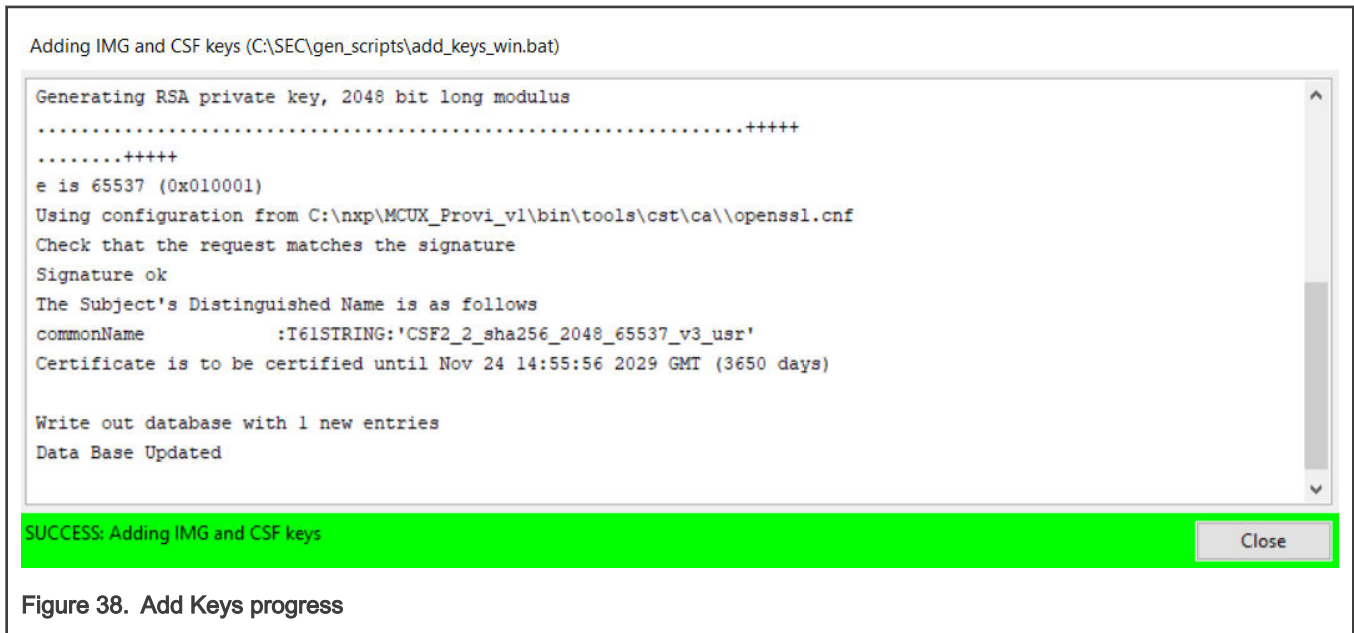 Adding IMG and CSF keys (C:\SEC\gen_scripts\add_keys_win.bat)
Generating RSA private key, 2048 bit long modulus
................................................................+++++
........+++++
e is 65537 (0x010001)
Using configuration from C:\nxp\MCUX_Provi_v1\bin\tools\cst\ca\\openssl.cnf
Check that the request matches the signature
Signature ok
The Subject's Distinguished Name is as follows
commonName            :T61STRING:'CSF2_2_sha256_2048_65537_v3_usr'
Certificate is to be certified until Nov 24 14:55:56 2029 GMT (3650 days)
Write out database with 1 new entries
Data Base Updated
SUCCESS: Adding IMG and CSF keys
Close
Figure 38. Add Keys progress